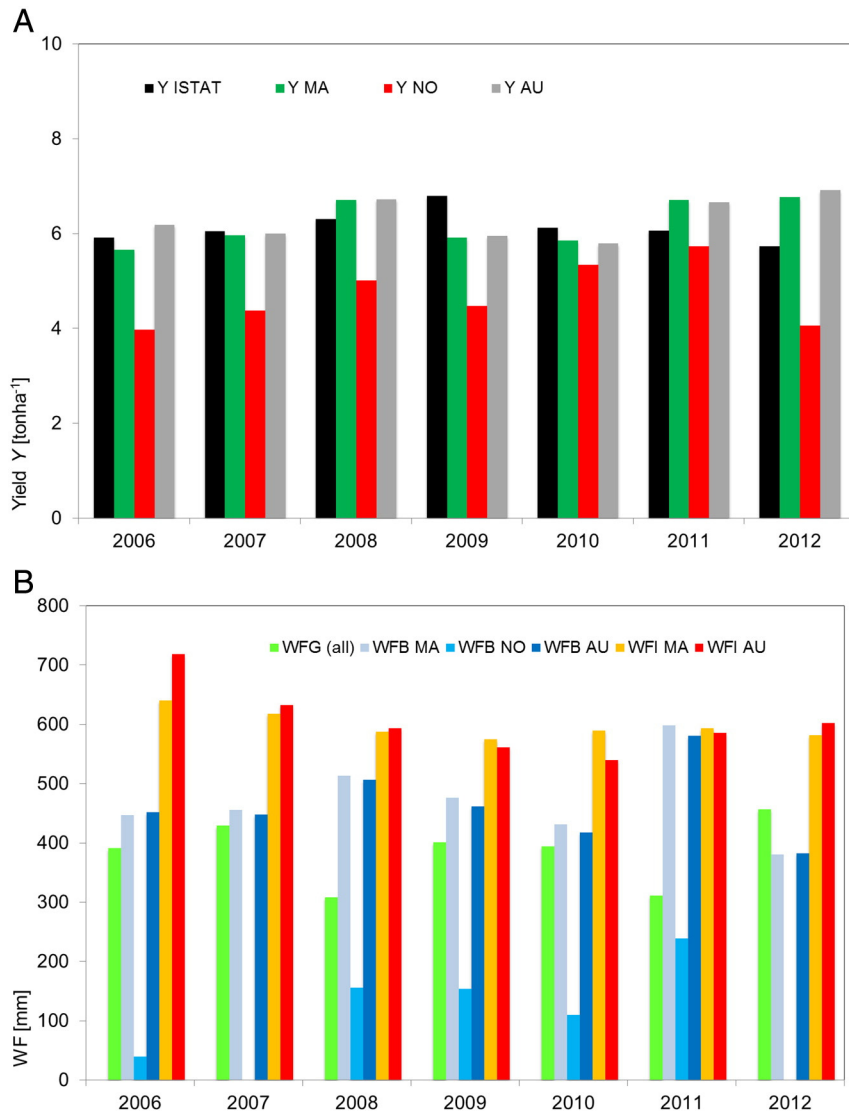 A
10
Y ISTAT Y MA Y NO Y AU
8
6
4
2
0
Yield Y [tonha⁻¹]
2006 2007 2008 2009 2010 2011 2012
B
800
WFG (all) WFB MA WFB NO WFB AU WFI MA WFI AU
700
600
500
400
300
200
100
0
WF [mm]
2006 2007 2008 2009 2010 2011 2012